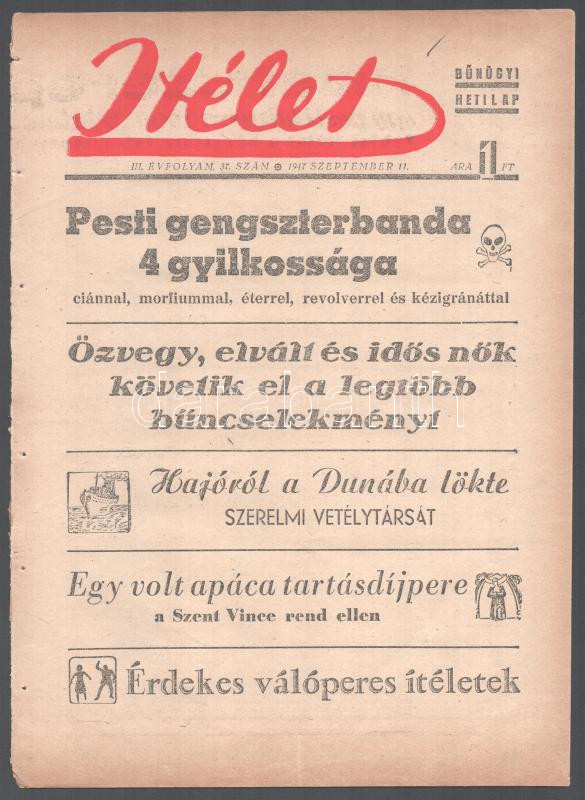 Itélet
BŰNÜGYI
HETILAP
III. ÉVFOLYAM, 37. SZÁM 1947 SZEPTEMBER 11. ÁRA 1 FT
Pesti gengszterbanda
4 gyilkossága
ciánnal, morfiummal, éterrel, revolverrel és kézigránáttal
Özvegy, elvált és idős nők
követik el a legtöbb
bűncselekményt
darabanth
Hajóról a Dunába lökte
SZERELMI VETÉLYTÁRSÁT
Egy volt apáca tartásdíjpere
a Szent Vince rend ellen
Érdekes válóperes ítéletek